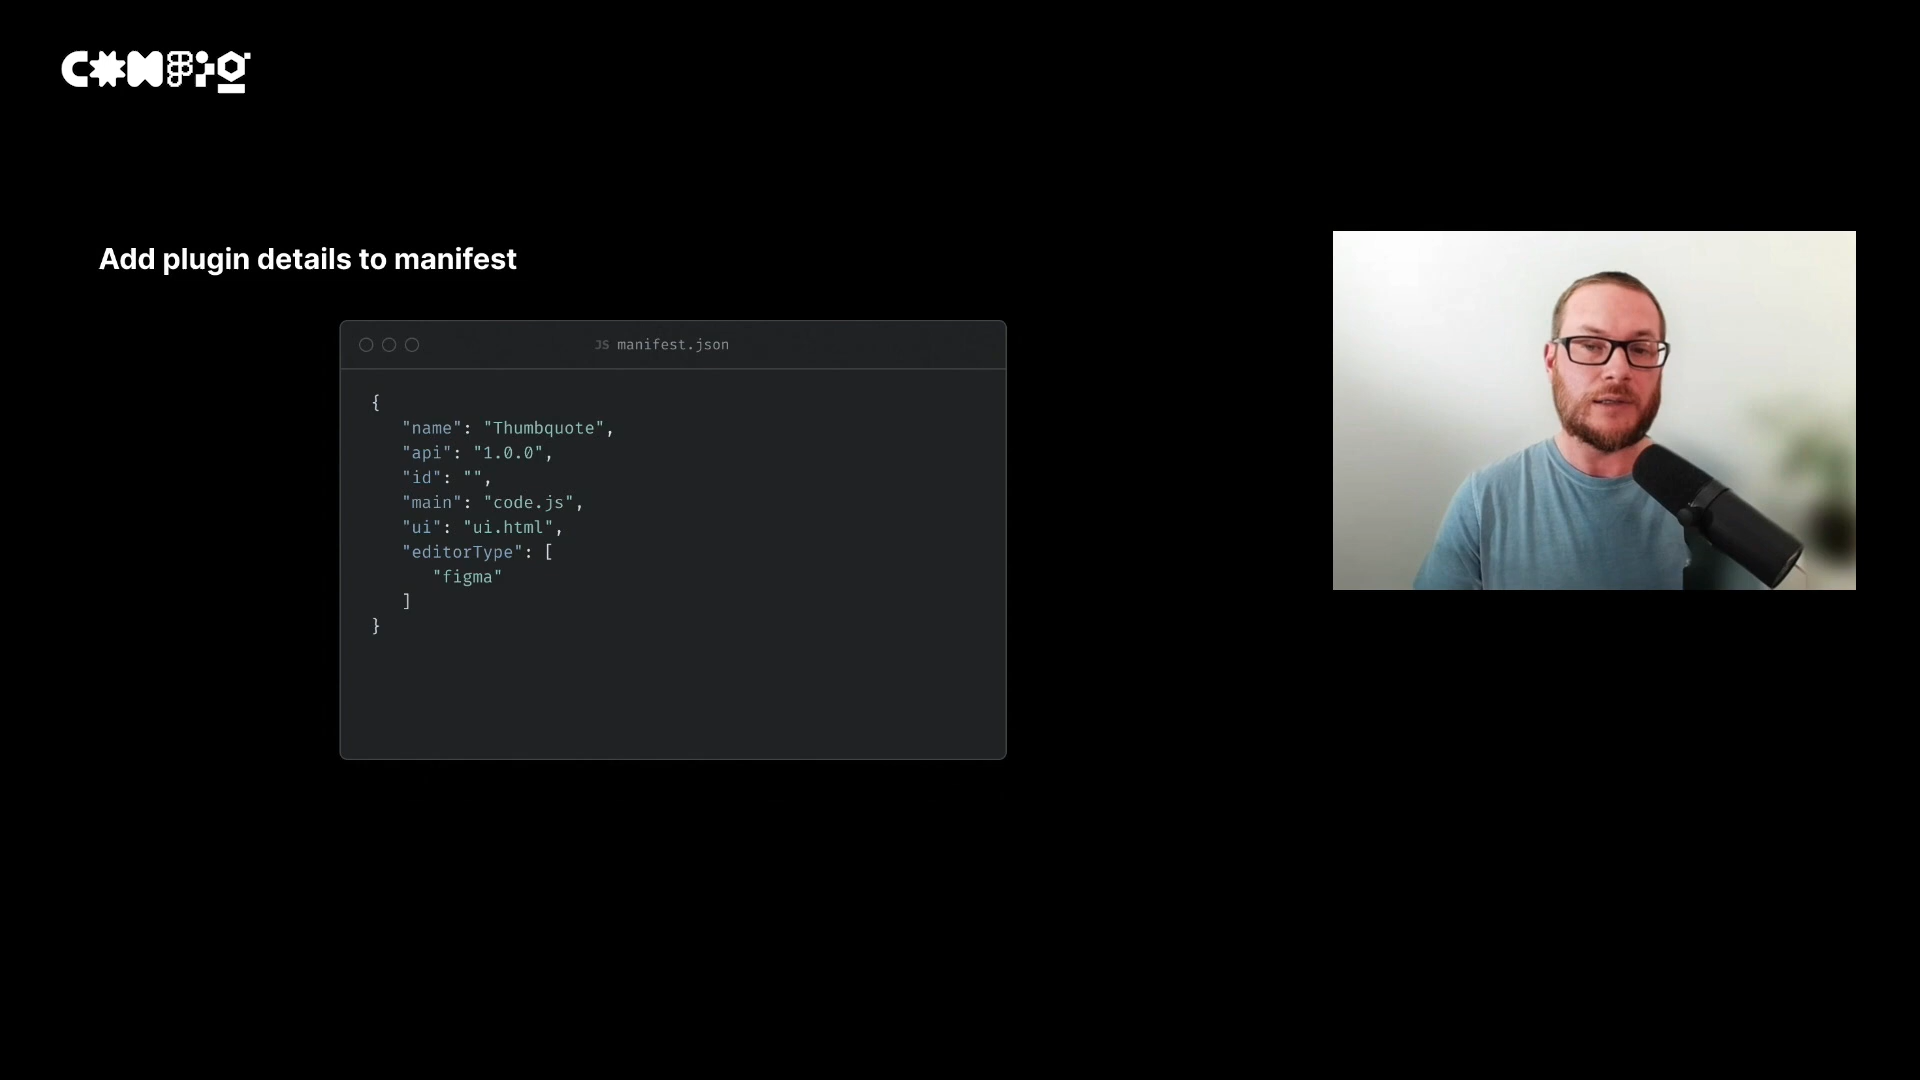 CONFIG
Add plugin details to manifest
JS manifest.json
{
"name": "Thumbquote",
"api": "1.0.0",
"id": "",
"main": "code.js",
"ui": "ui.html",
"editorType": [
"figma"
]
}